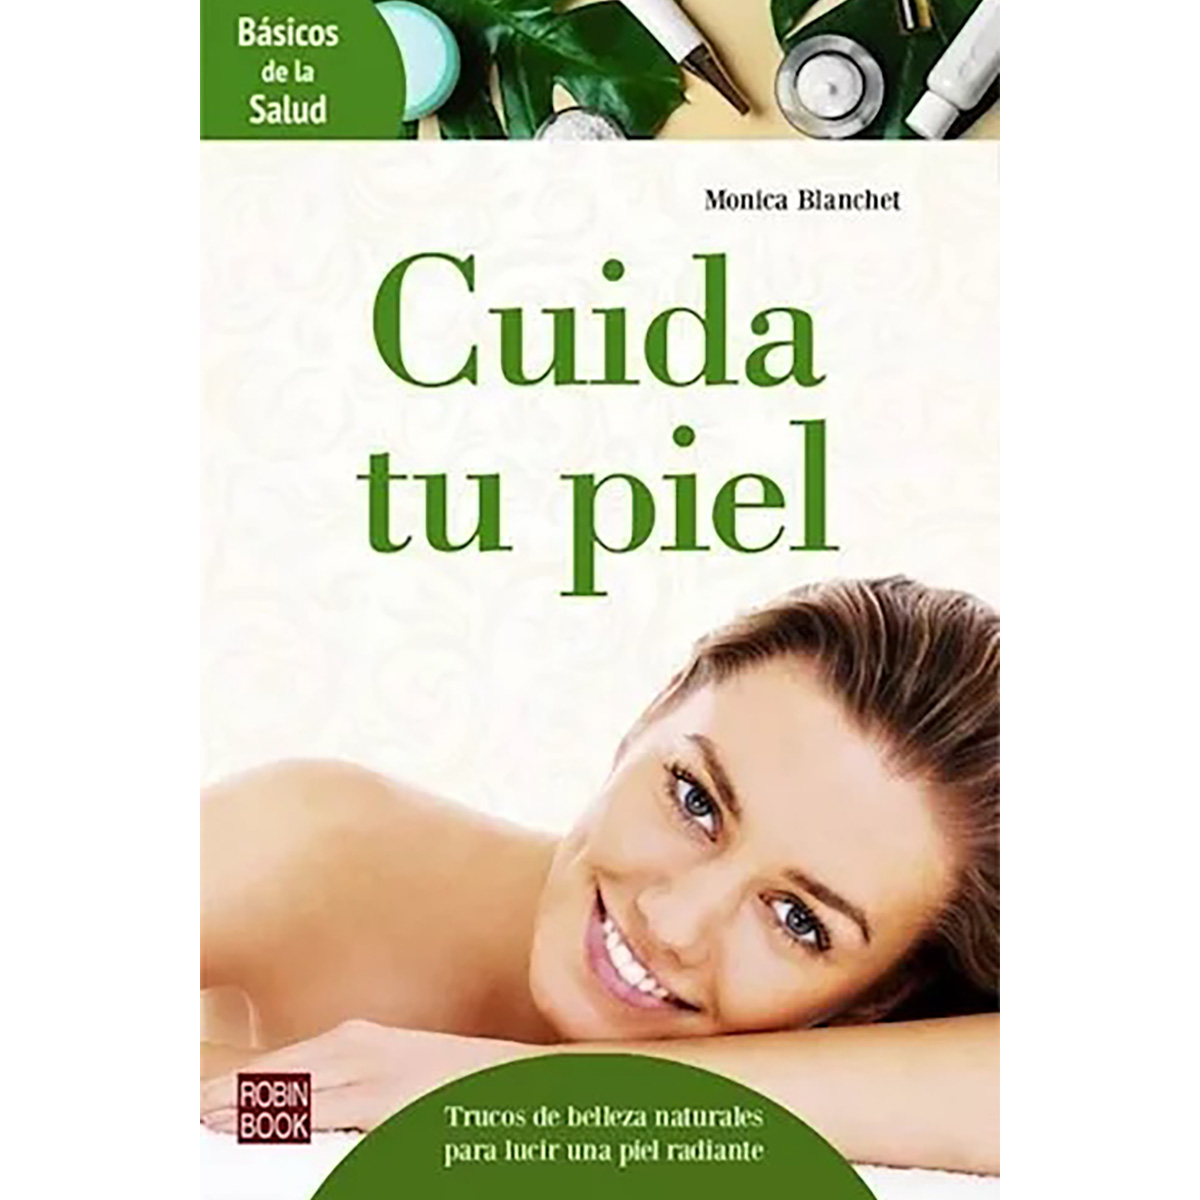 Básicos
de la
Salud
Monica Blanchet
Cuida
tu piel
ROBIN
BOOK
Trucos de belleza naturales
para lucir una piel radiante